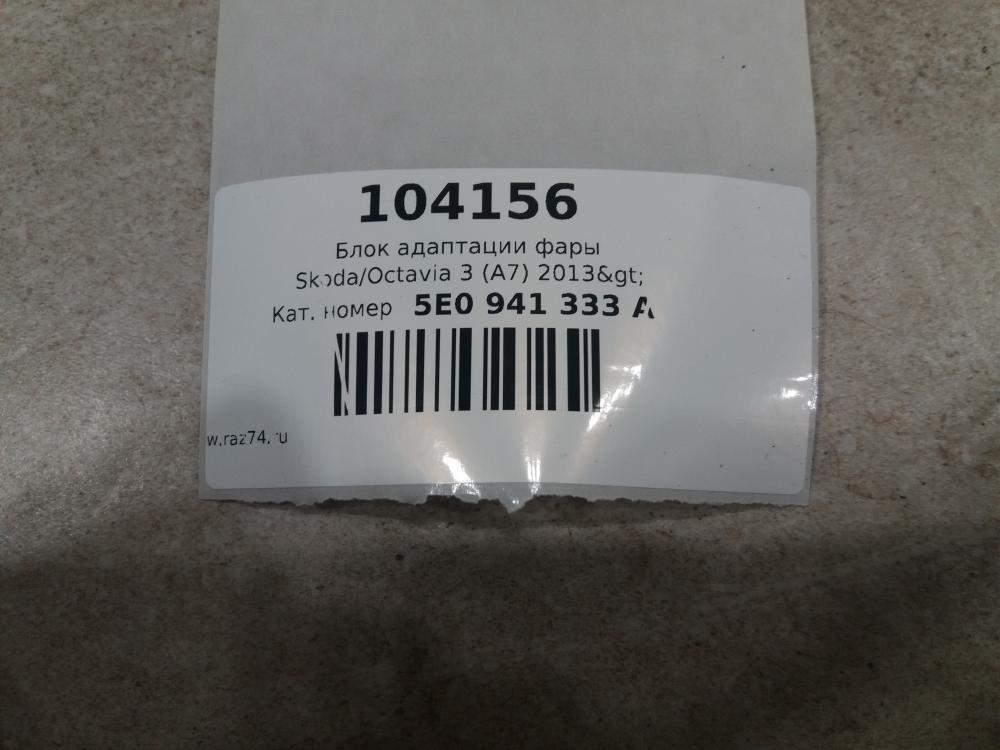 104156
Блок адаптации фары
Skoda/Octavia 3 (A7) 2013&gt;
Кат. номер 5E0 941 333 A
w.raz74.ru